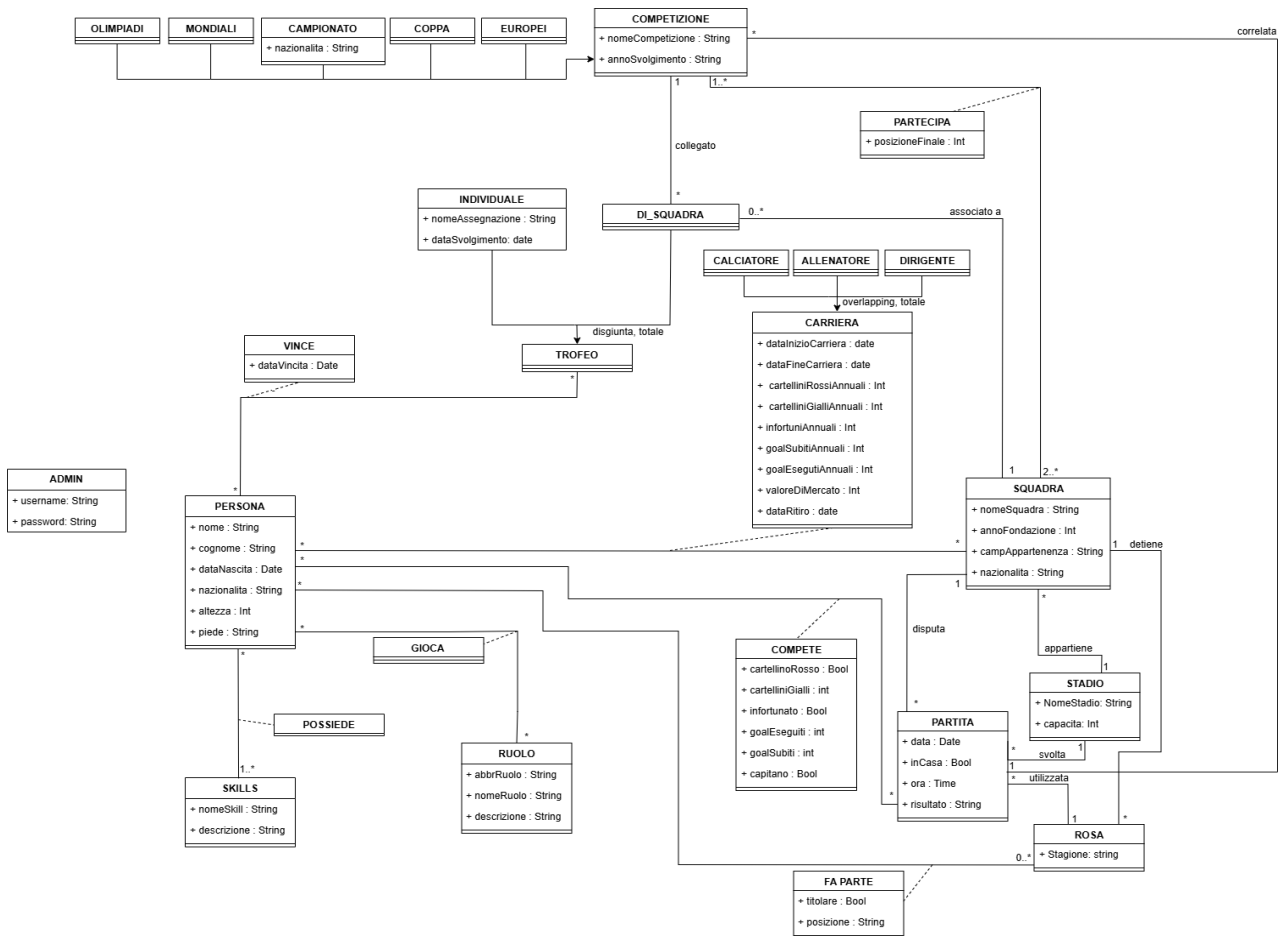 OLIMPIADI
MONDIALI
CAMPIONATO
+ nazionalita : String
COPPA
EUROPEI
COMPETIZIONE
+ nomeCompetizione : String
+ annoSvolgimento : String
*
correlata
1
1..*
PARTECIPA
+ posizioneFinale : Int
collegato
*
INDIVIDUALE
+ nomeAssegnazione : String
+ dataSvolgimento: date
DI_SQUADRA
0..*
associato a
CALCIATORE
ALLENATORE
DIRIGENTE
overlapping, totale
CARRIERA
+ dataInizioCarriera : date
+ dataFineCarriera : date
+ cartelliniRossiAnnuali : Int
+ cartelliniGialliAnnuali : Int
+ infortuniAnnuali : Int
+ goalSubitiAnnuali : Int
+ goalEsegutiAnnuali : Int
+ valoreDiMercato : Int
+ dataRitiro : date
disgiunta, totale
VINCE
+ dataVincita : Date
TROFEO
*
ADMIN
+ username: String
+ password: String
*
PERSONA
+ nome : String
+ cognome : String
+ dataNascita : Date
+ nazionalita : String
+ altezza : Int
+ piede : String
*
*
*
*
*
1
2..*
SQUADRA
+ nomeSquadra : String
+ annoFondazione : Int
+ campAppartenenza : String
+ nazionalita : String
*
1
1
detiene
*
disputa
appartiene
1
GIOCA
POSSIEDE
COMPETE
+ cartellinoRosso : Bool
+ cartelliniGialli : int
+ infortunato : Bool
+ goalEseguiti : int
+ goalSubiti : int
+ capitano : Bool
STADIO
+ NomeStadio: String
+ capacita: Int
*
PARTITA
+ data : Date
+ inCasa : Bool
+ ora : Time
+ risultato : String
*
*
1
svolta
1
*
utilizzata
1
*
*
RUOLO
+ abbrRuolo : String
+ nomeRuolo : String
+ descrizione : String
1..*
SKILLS
+ nomeSkill : String
+ descrizione : String
ROSA
+ Stagione: string
0..*
FA PARTE
+ titolare : Bool
+ posizione : String